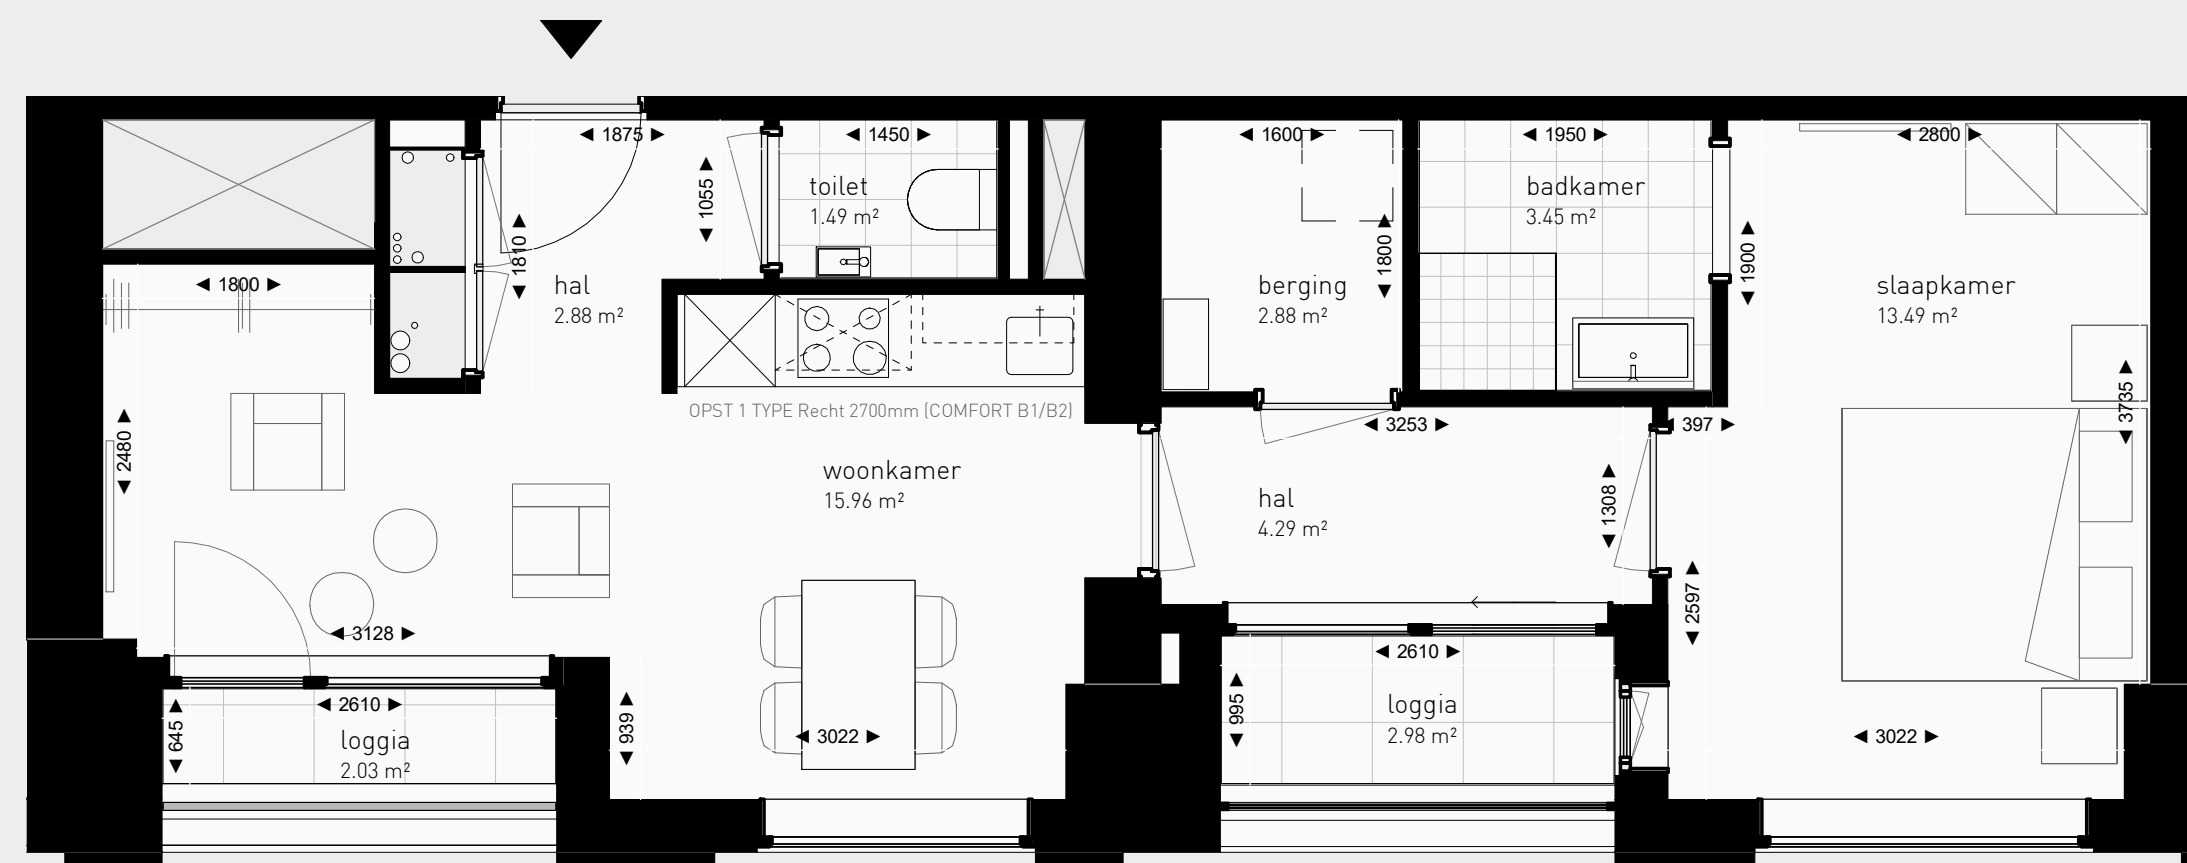 1875
1450
1600
1950
2800
1055
toilet
1.49 m²
badkamer
3.45 m²
1810
1800
1900
1800
hal
2.88 m²
berging
2.88 m²
slaapkamer
13.49 m²
3735
OPST 1 TYPE Recht 2700mm (COMFORT B1/B2)
3253
397
2480
woonkamer
15.96 m²
hal
4.29 m²
1308
2597
3128
2610
2610
645
939
995
loggia
2.03 m²
3022
loggia
2.98 m²
3022